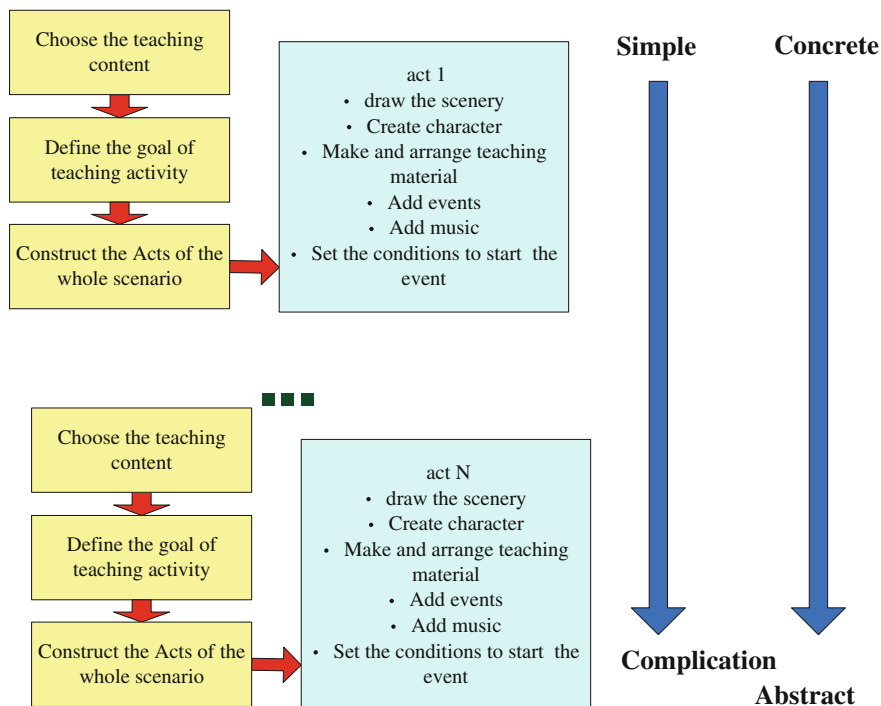 Choose the teaching
content
Define the goal of
teaching activity
Construct the Acts of the
whole scenario
act 1
• draw the scenery
• Create character
• Make and arrange teaching
material
• Add events
• Add music
• Set the conditions to start the
event
Simple
Concrete
Choose the teaching
content
Define the goal of
teaching activity
Construct the Acts of the
whole scenario
act N
• draw the scenery
• Create character
• Make and arrange teaching
material
• Add events
• Add music
• Set the conditions to start the
event
Complication
Abstract